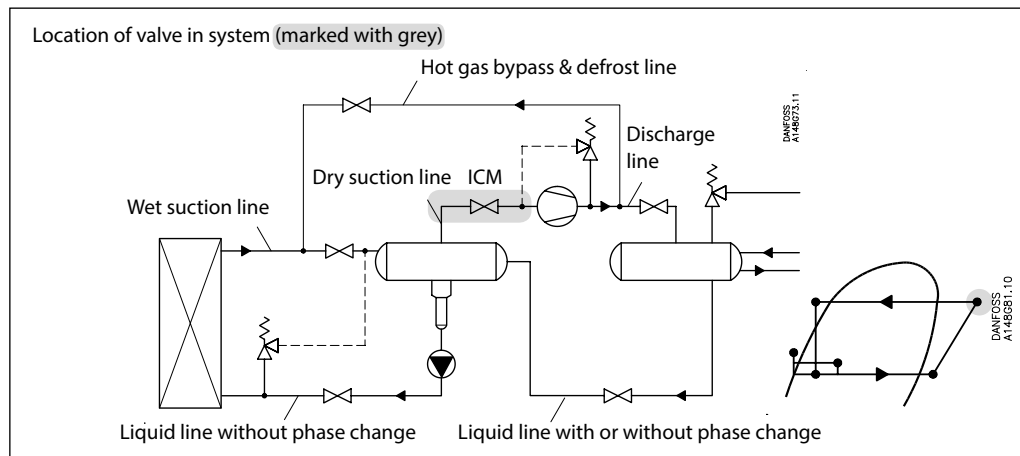 Location of valve in system (marked with grey)
Hot gas bypass & defrost line
DANFOSS
A148G73.11
Discharge
line
Dry suction line
ICM
Wet suction line
DANFOSS
A148G81.10
Liquid line without phase change
Liquid line with or without phase change